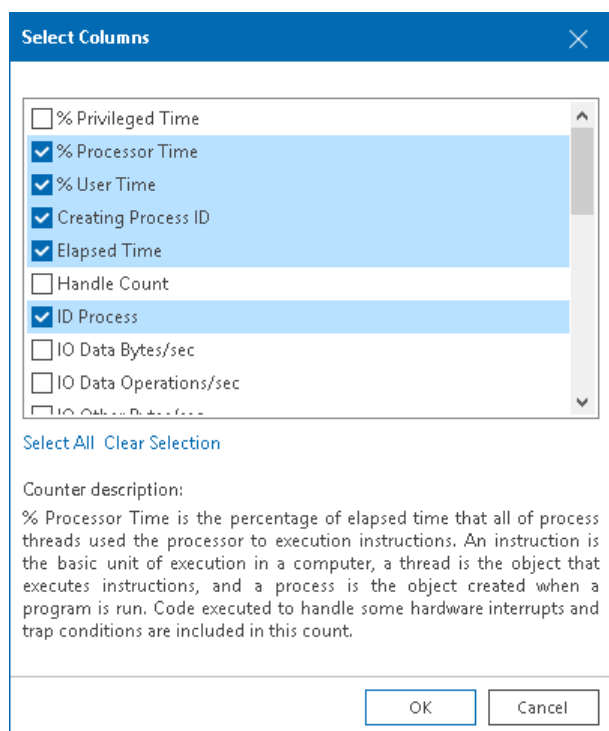 Select Columns
% Privileged Time
% Processor Time
% User Time
Creating Process ID
Elapsed Time
Handle Count
ID Process
IO Data Bytes/sec
IO Data Operations/sec
IO Other Bytes/sec
Select All Clear Selection
Counter description:
% Processor Time is the percentage of elapsed time that all of process
threads used the processor to execution instructions. An instruction is
the basic unit of execution in a computer, a thread is the object that
executes instructions, and a process is the object created when a
program is run. Code executed to handle some hardware interrupts and
trap conditions are included in this count.
OK Cancel